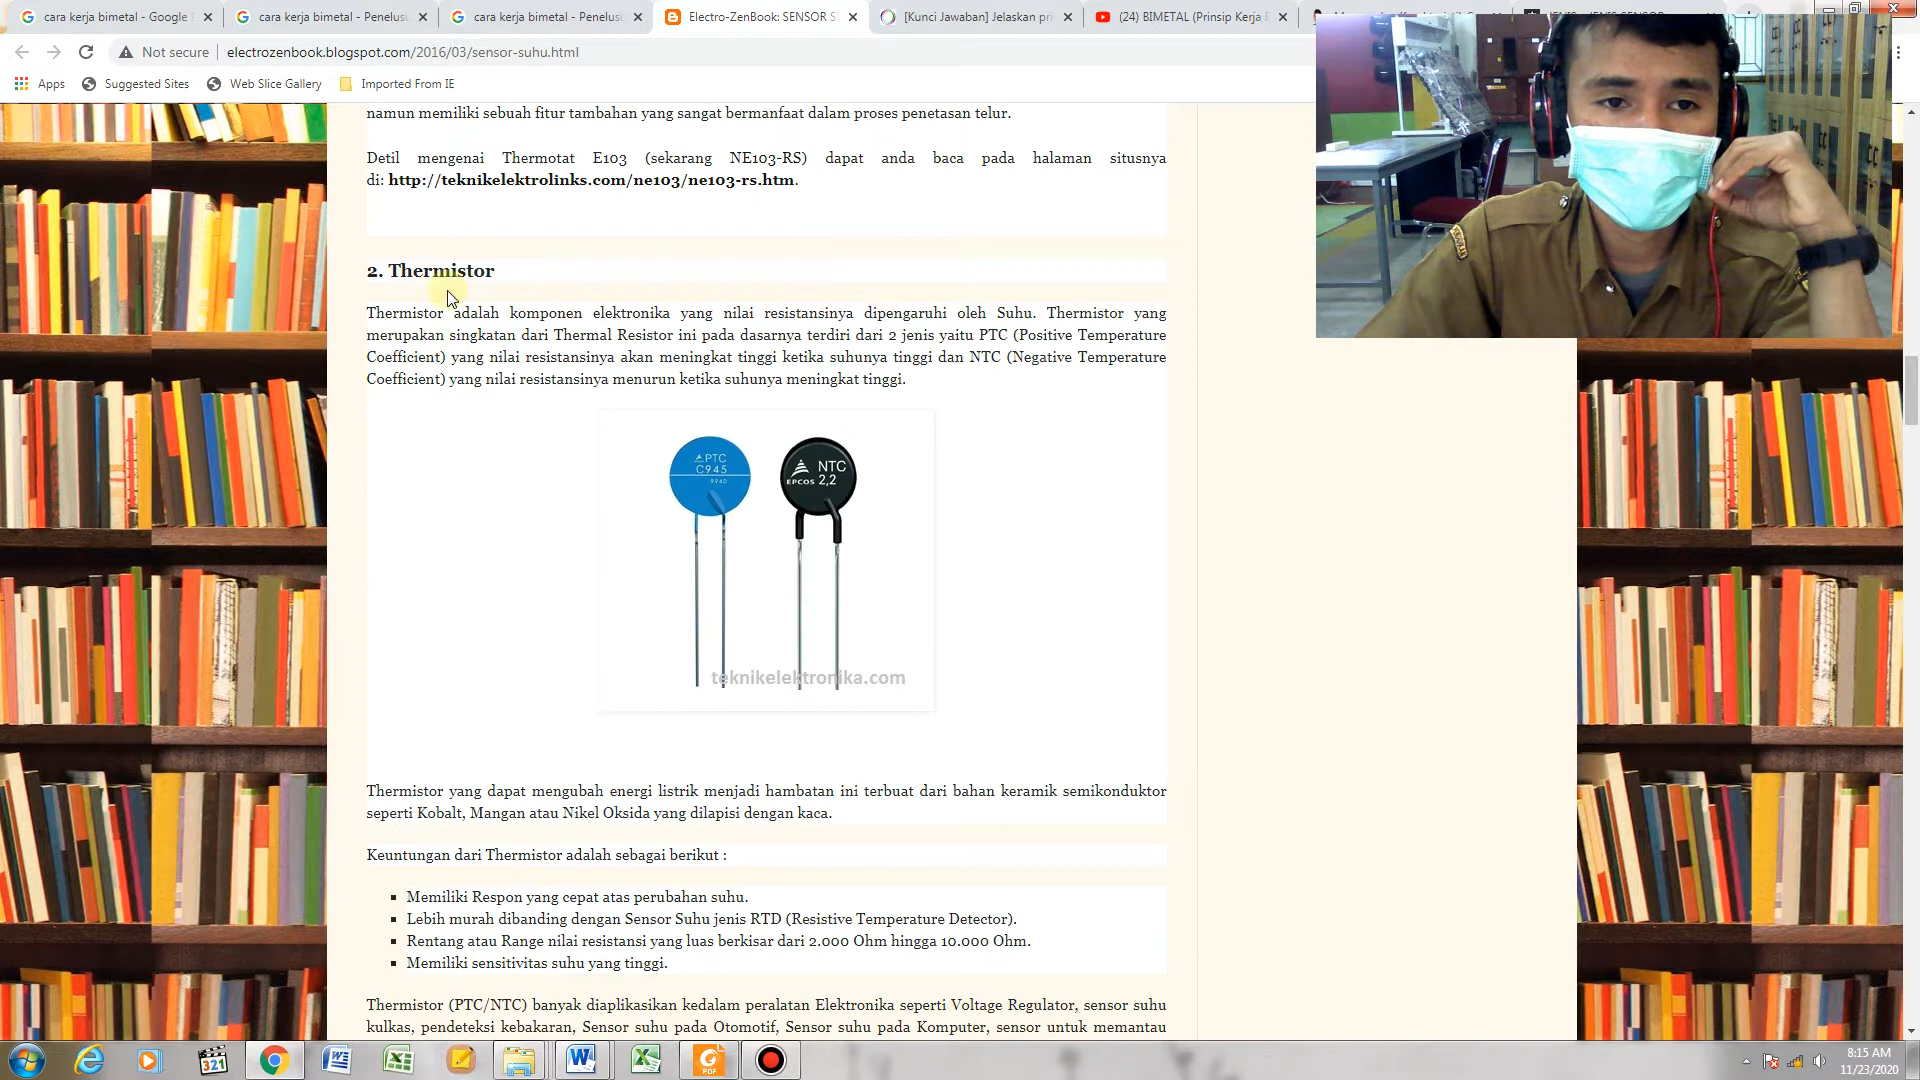 cara kerja bimetal - Google
cara kerja bimetal - Penelus
cara kerja bimetal - Penelus
Electro-ZenBook: SENSOR S
[Kunci Jawaban] Jelaskan pri
(24) BIMETAL (Prinsip Kerja
Not secure
electrozenbook.blogspot.com/2016/03/sensor-suhu.html
Apps
Suggested Sites
Web Slice Gallery
Imported From IE
namun memiliki sebuah fitur tambahan yang sangat bermanfaat dalam proses penetasan telur.
Detil mengenai Thermotat E103 (sekarang NE103-RS) dapat anda baca pada halaman situsnya
di: http://teknikelektrolinks.com/ne103/ne103-rs.htm.
2. Thermistor
Thermistor adalah komponen elektronika yang nilai resistansinya dipengaruhi oleh Suhu. Thermistor yang
merupakan singkatan dari Thermal Resistor ini pada dasarnya terdiri dari 2 jenis yaitu PTC (Positive Temperature
Coefficient) yang nilai resistansinya akan meningkat tinggi ketika suhunya tinggi dan NTC (Negative Temperature
Coefficient) yang nilai resistansinya menurun ketika suhunya meningkat tinggi.
PTC
C945
9940
NTC
EPCOS 2,2
teknikelektronika.com
Thermistor yang dapat mengubah energi listrik menjadi hambatan ini terbuat dari bahan keramik semikonduktor
seperti Kobalt, Mangan atau Nikel Oksida yang dilapisi dengan kaca.
Keuntungan dari Thermistor adalah sebagai berikut :
Memiliki Respon yang cepat atas perubahan suhu.
Lebih murah dibanding dengan Sensor Suhu jenis RTD (Resistive Temperature Detector).
Rentang atau Range nilai resistansi yang luas berkisar dari 2.000 Ohm hingga 10.000 Ohm.
Memiliki sensitivitas suhu yang tinggi.
Thermistor (PTC/NTC) banyak diaplikasikan kedalam peralatan Elektronika seperti Voltage Regulator, sensor suhu
kulkas, pendeteksi kebakaran, Sensor suhu pada Otomotif, Sensor suhu pada Komputer, sensor untuk memantau
321
PDF
8:15 AM
11/23/2020